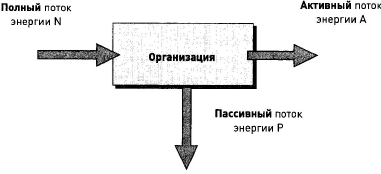 Полный поток
энергии N
Активный поток
энергии A
Организация
Пассивный поток
энергии P